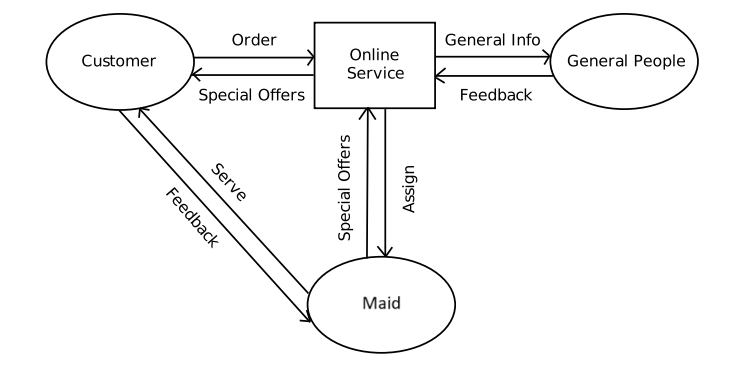 Customer
Order
Special Offers
Online
Service
General Info
Feedback
General People
Serve
Feedback
Special Offers
Assign
Maid